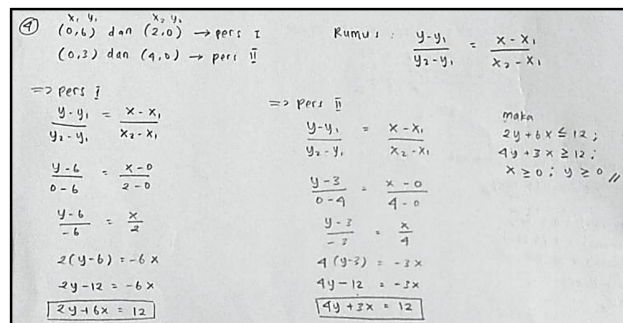 ④ x₁ y₁ x₂ y₂
(0,6) dan (2,0) → pers I
(0,3) dan (4,0) → pers II
Rumus : y-y₁/y₂-y₁ = x-x₁/x₂-x₁
=> pers I
y-y₁/y₂-y₁ = x-x₁/x₂-x₁
y-6/0-6 = x-0/2-0
y-6/-6 = x/2
2(y-6) = -6x
2y-12 = -6x
2y+6x = 12
=> pers II
y-y₁/y₂-y₁ = x-x₁/x₂-x₁
y-3/0-4 = x-0/4-0
y-3/-3 = x/4
4(y-3) = -3x
4y-12 = -3x
4y+3x = 12
maka
2y+6x ≤ 12 ;
4y+3x ≥ 12 ;
x ≥ 0 ; y ≥ 0 //